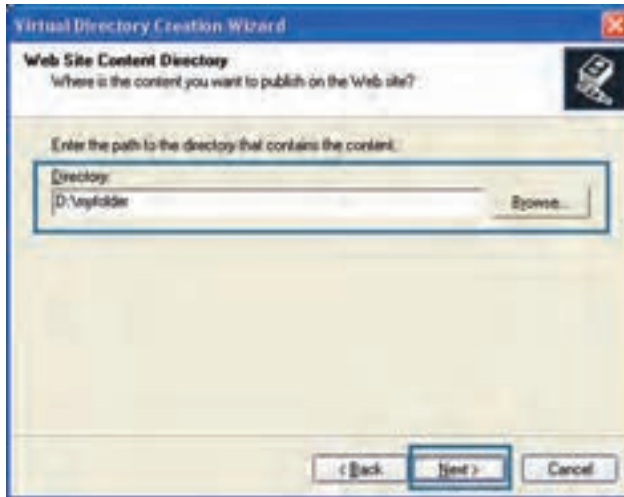 Virtual Directory Creation Wizard
Web Site Content Directory
Where is the content you want to publish on the Web site?
Enter the path to the directory that contains the content.
Directory:
D:\myfolder
Browse...
< Back
Next >
Cancel